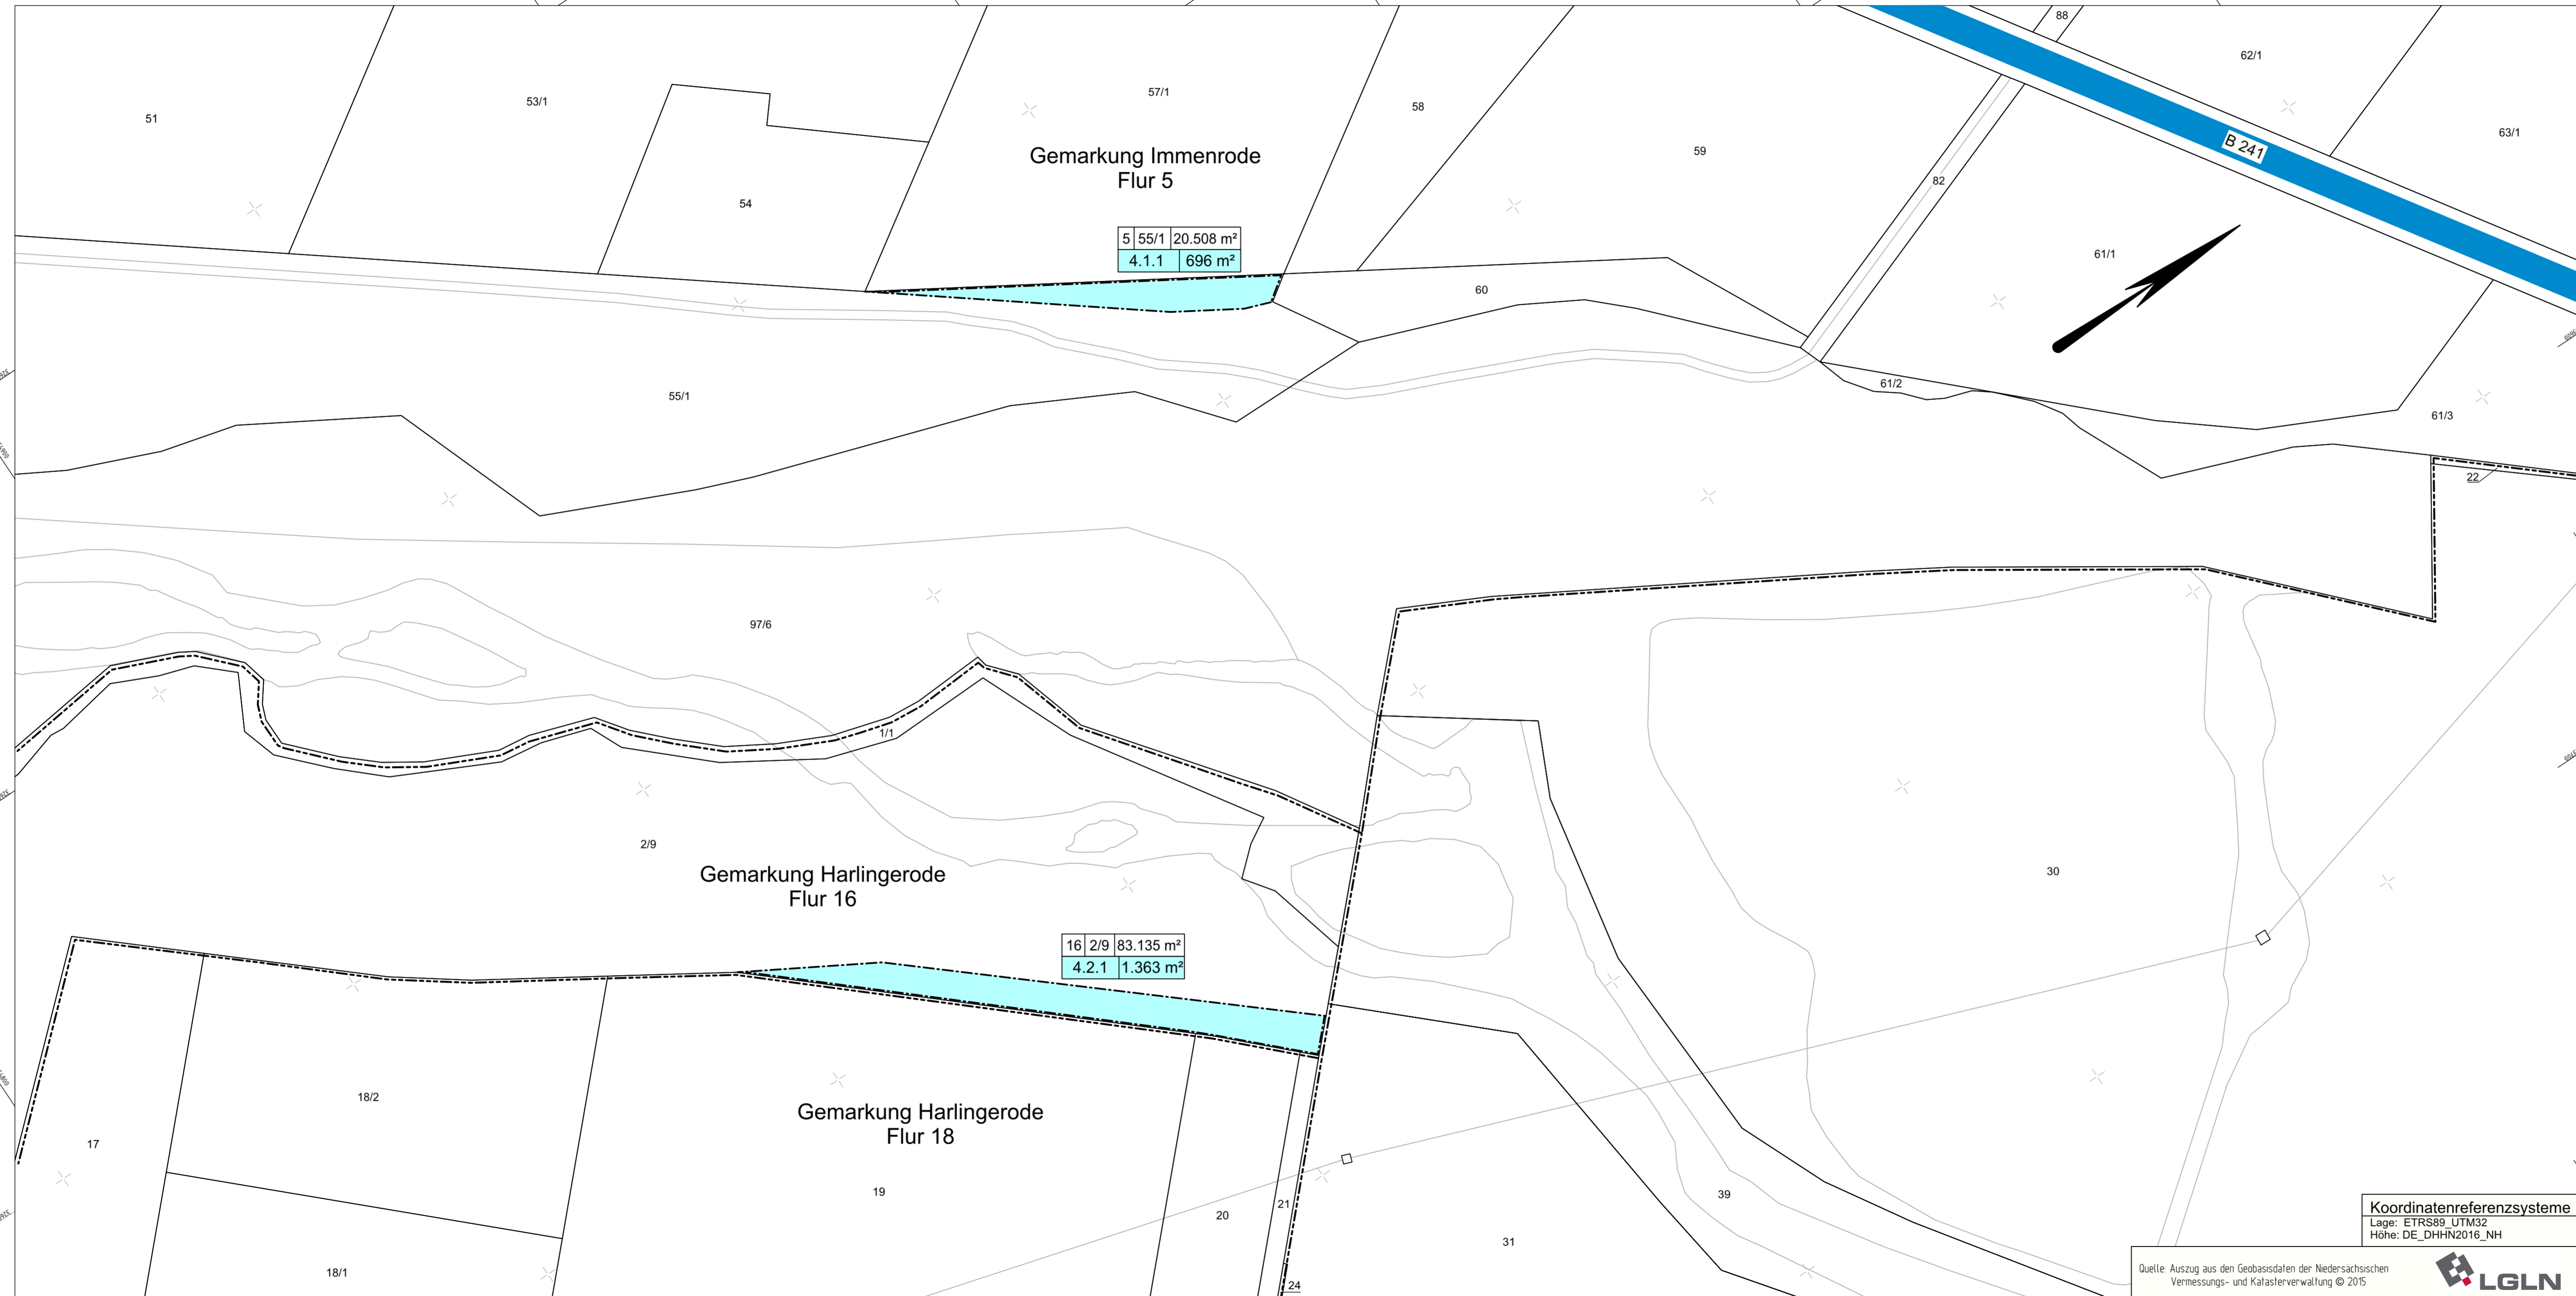 88
62/1
57/1
53/1
58
51
63/1
B 241
59
Gemarkung Immenrode
Flur 5
82
54
5 55/1 20.508 m²
4.1.1 696 m²
61/1
60
61/2
55/1
61/3
22
97/6
1/1
2/9
Gemarkung Harlingerode
Flur 16
30
16 2/9 83.135 m²
4.2.1 1.363 m²
18/2
Gemarkung Harlingerode
Flur 18
17
19
39
21
20
31
18/1
24
Koordinatenreferenzsysteme
Lage: ETRS89_UTM32
Höhe: DE_DHHN2016_NH
Quelle: Auszug aus den Geobasisdaten der Niedersächsischen
Vermessungs- und Katasterverwaltung © 2015
LGLN